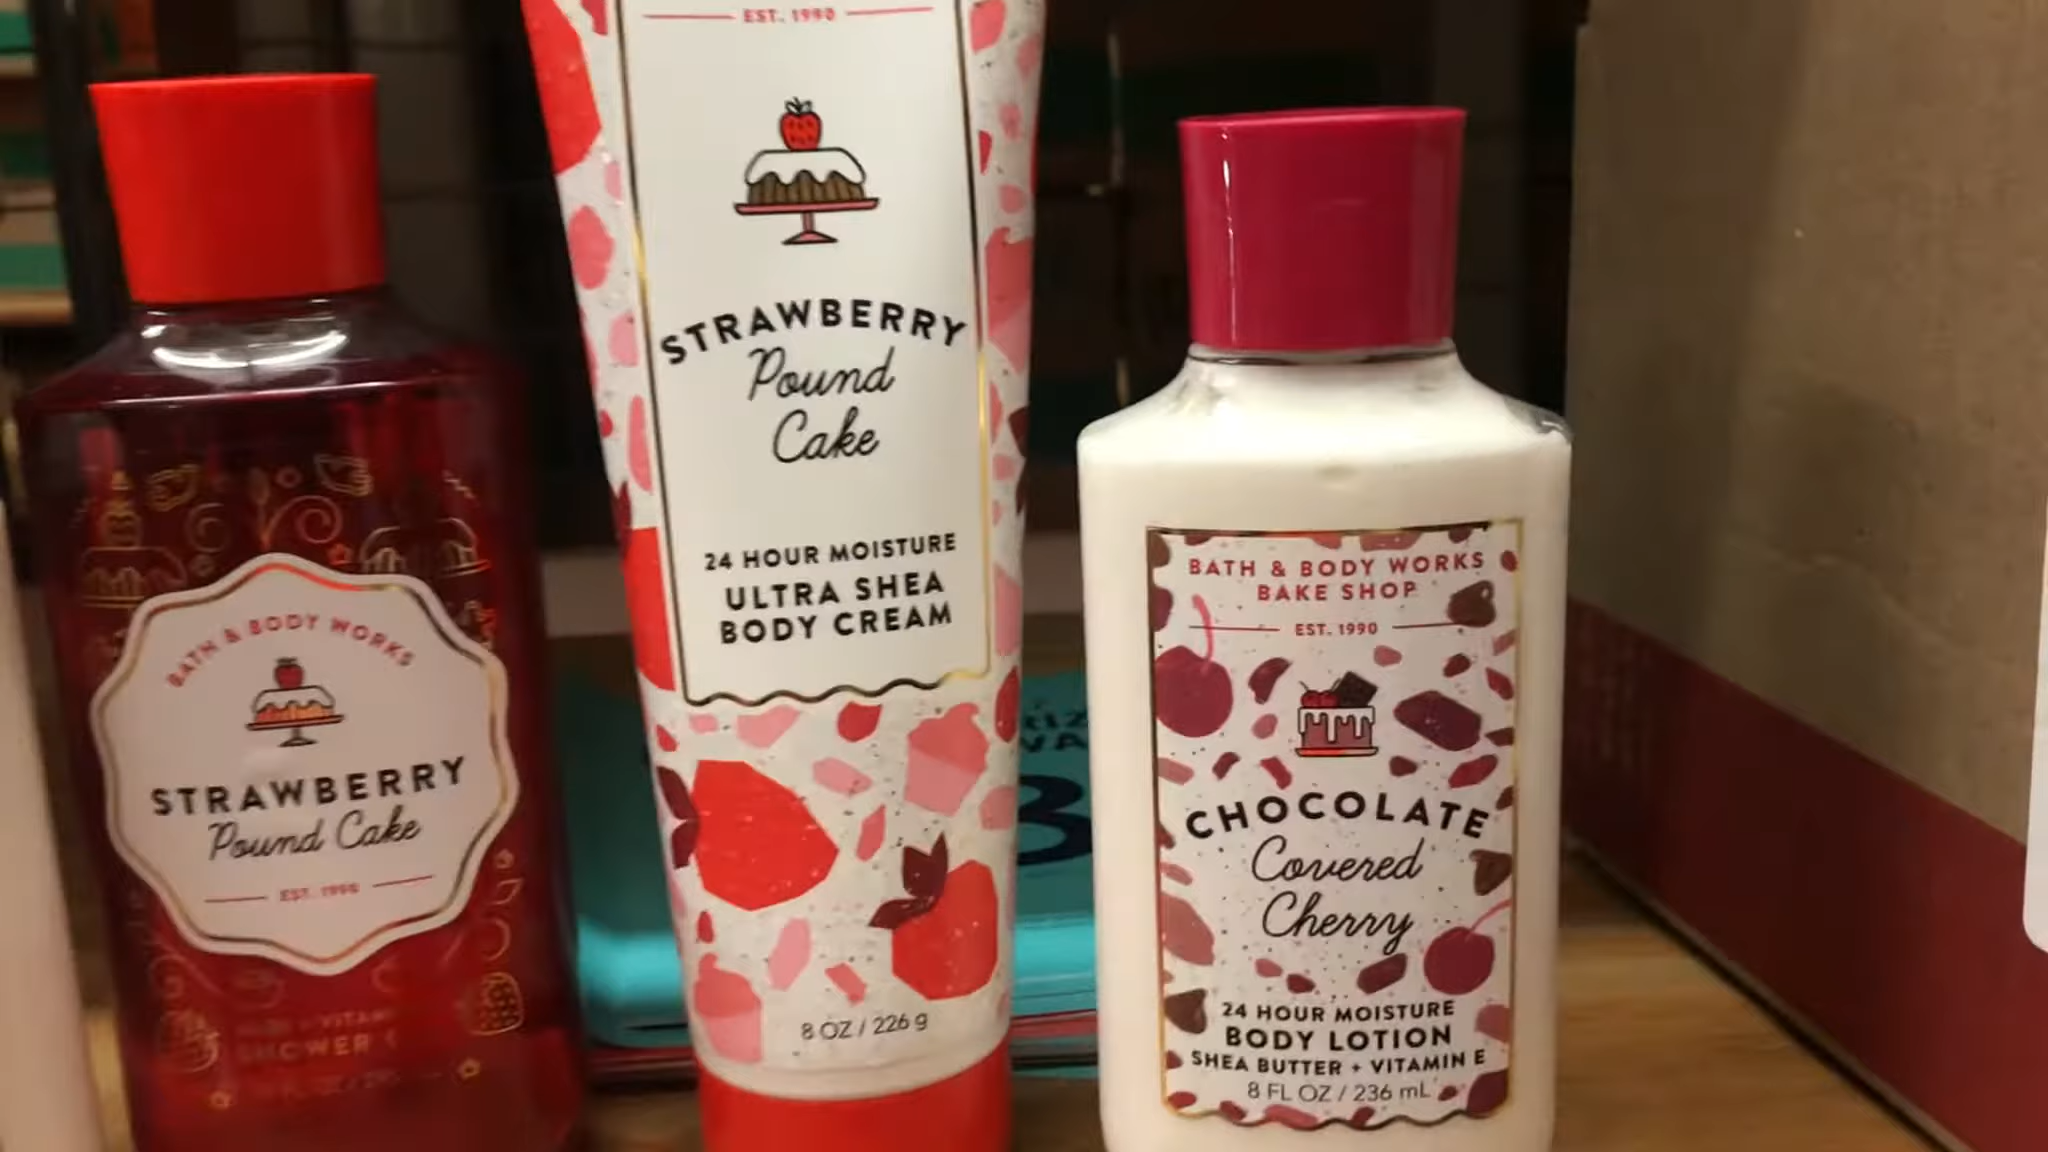 BATH & BODY WORKS
STRAWBERRY
Pound Cake
EST. 1990
SHOWER
EST. 1990
STRAWBERRY
Pound
Cake
24 HOUR MOISTURE
ULTRA SHEA
BODY CREAM
8 OZ / 226 g
BATH & BODY WORKS
BAKE SHOP
EST. 1990
CHOCOLATE
Covered
Cherry
24 HOUR MOISTURE
BODY LOTION
SHEA BUTTER + VITAMIN E
8 FL OZ / 236 mL